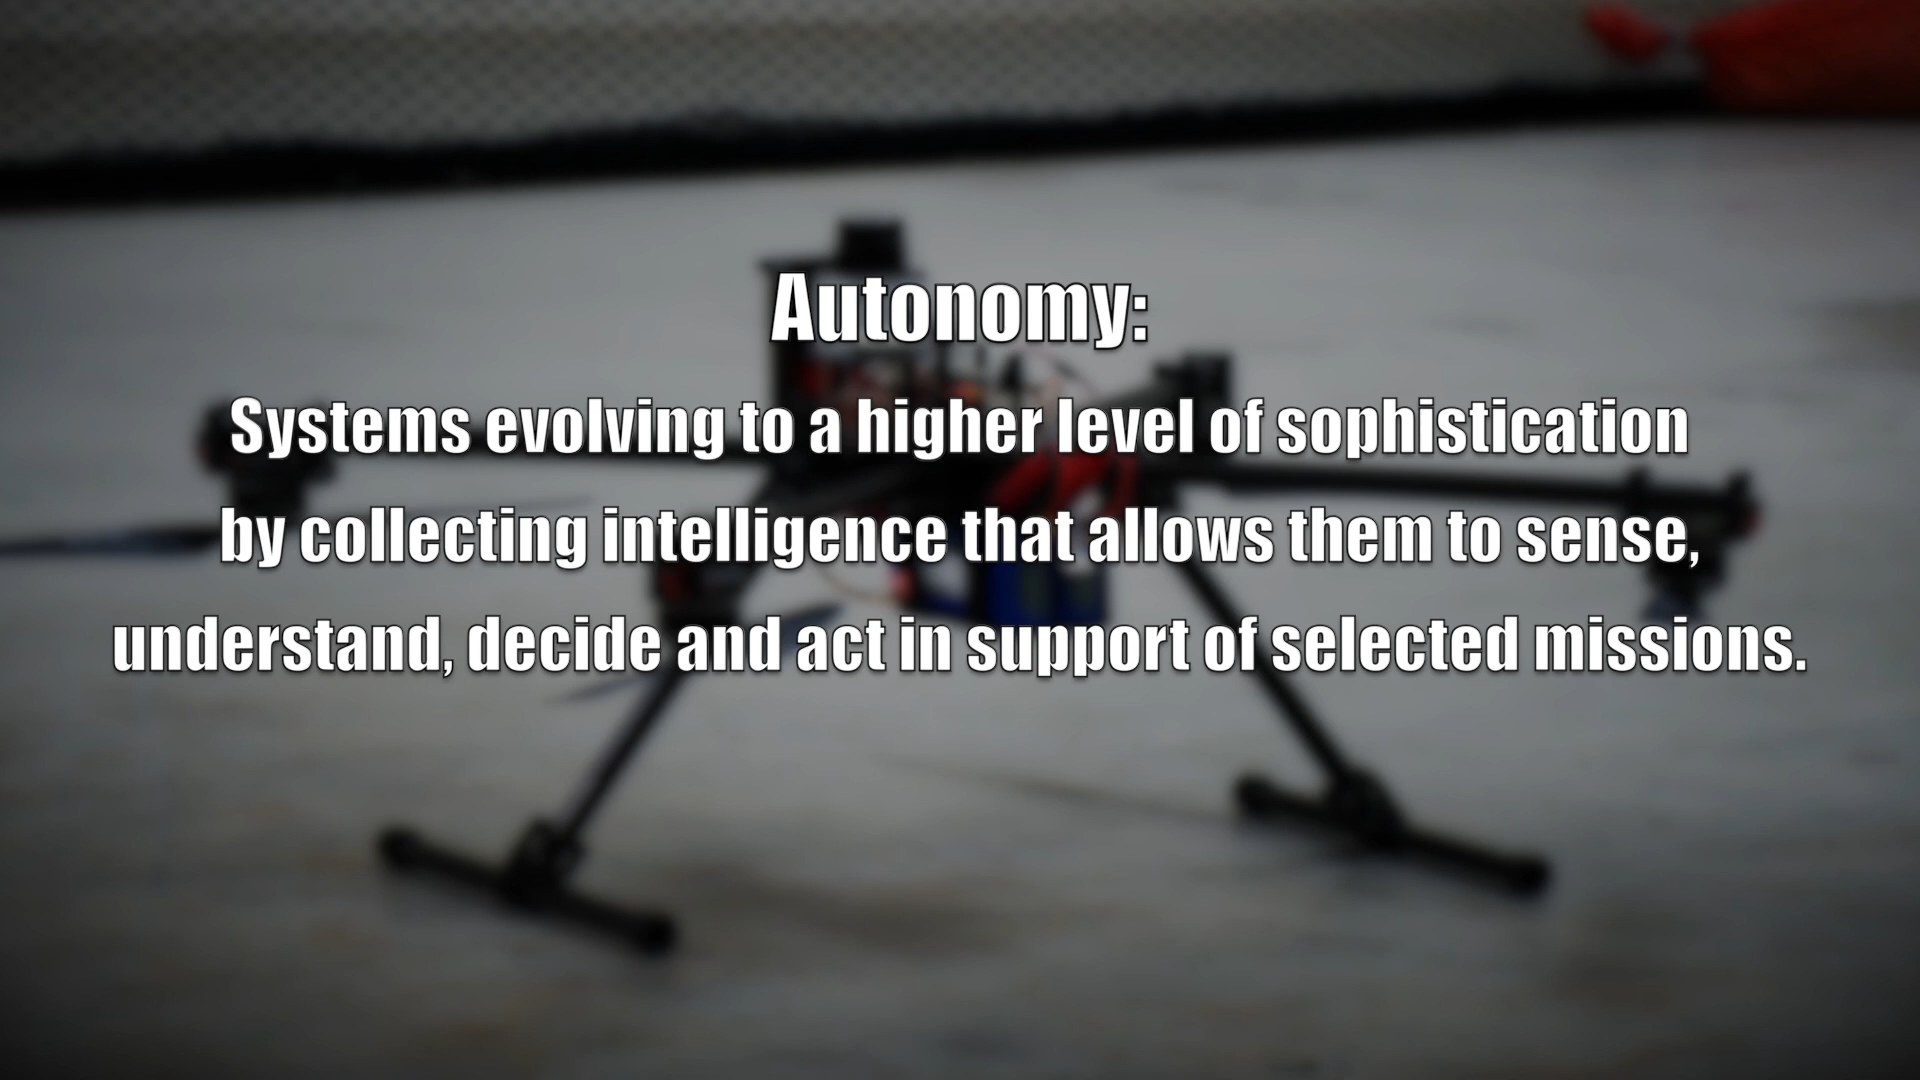 Autonomy:
Systems evolving to a higher level of sophistication
by collecting intelligence that allows them to sense,
understand, decide and act in support of selected missions.